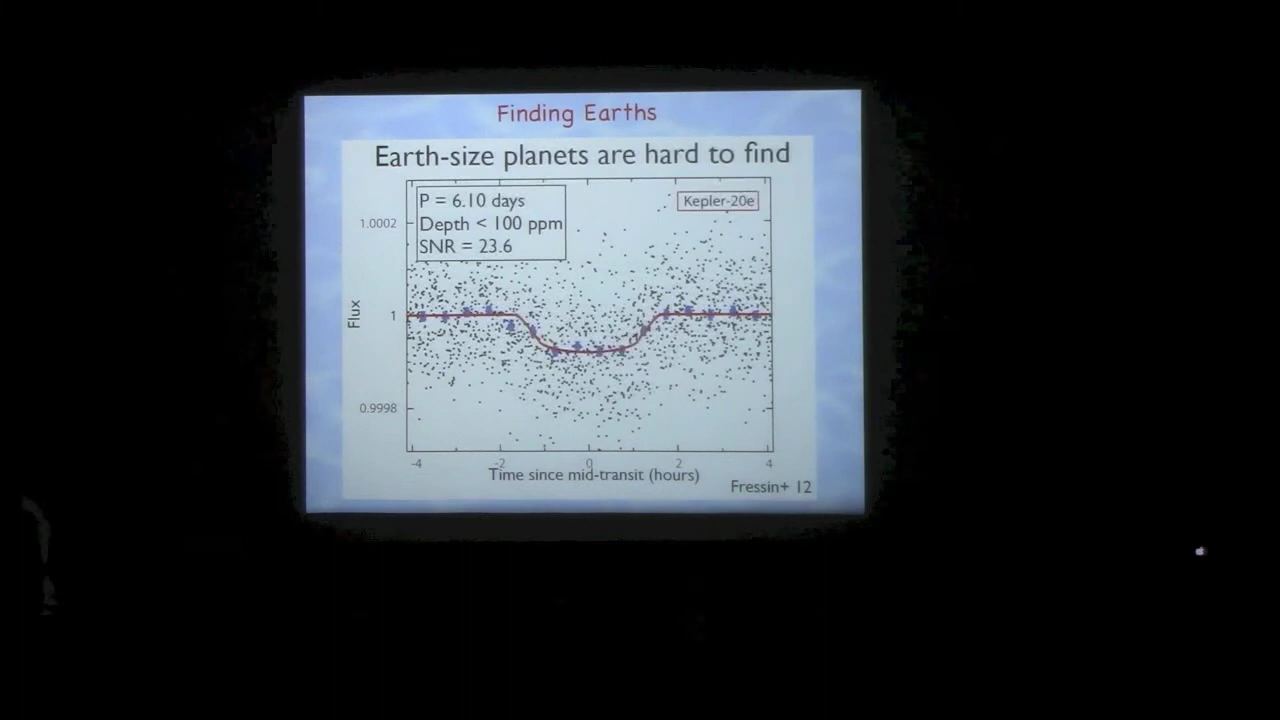 Finding Earths
Earth-size planets are hard to find
P = 6.10 days
Depth < 100 ppm
SNR = 23.6
Kepler-20e
1.0002
1
0.9998
Flux
-4 -2 0 2 4
Time since mid-transit (hours)
Fressin+ 12